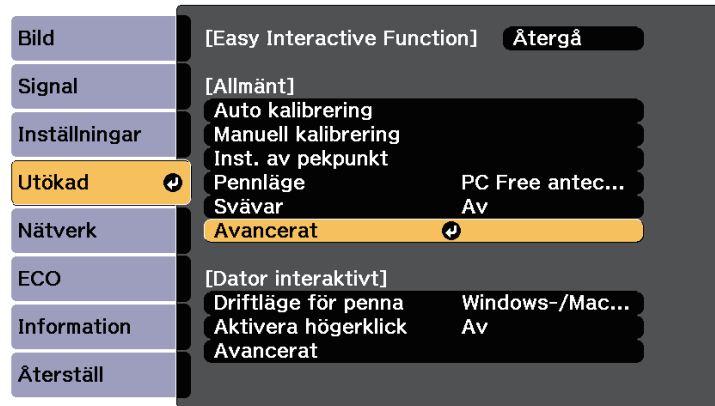 Bild
Signal
Inställningar
Utökad
Nätverk
ECO
Information
Återställ
[Easy Interactive Function] Återgå
[Allmänt]
Auto kalibrering
Manuell kalibrering
Inst. av pekpunkt
Pennläge PC Free antec...
Svävar Av
Avancerat
[Dator interaktivt]
Driftläge för penna Windows-/Mac...
Aktivera högerklick Av
Avancerat